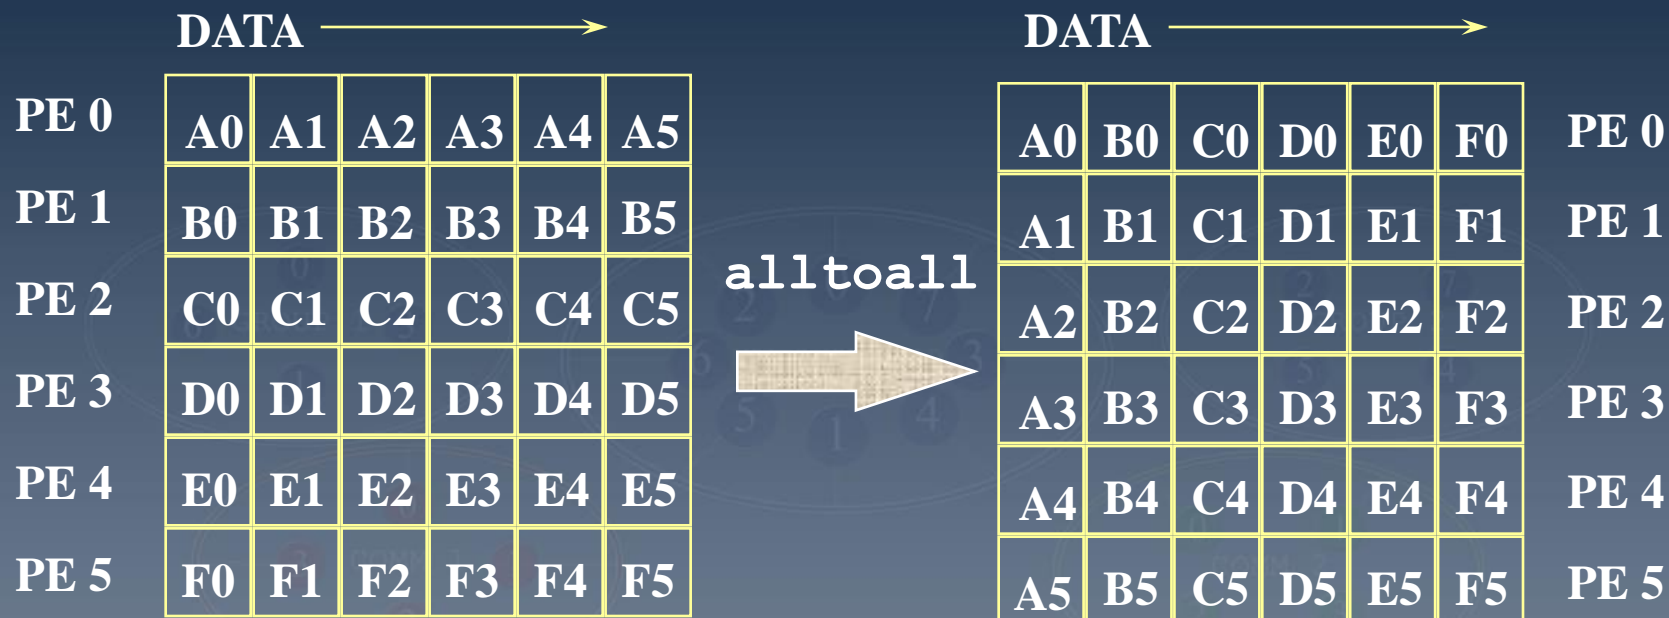 DATA DATA
PE 0 A0 A1 A2 A3 A4 A5 A0 B0 C0 D0 E0 F0 PE 0
PE 1 B0 B1 B2 B3 B4 B5 A1 B1 C1 D1 E1 F1 PE 1
alltoall
PE 2 C0 C1 C2 C3 C4 C5 A2 B2 C2 D2 E2 F2 PE 2
PE 3 D0 D1 D2 D3 D4 D5 A3 B3 C3 D3 E3 F3 PE 3
PE 4 E0 E1 E2 E3 E4 E5 A4 B4 C4 D4 E4 F4 PE 4
PE 5 F0 F1 F2 F3 F4 F5 A5 B5 C5 D5 E5 F5 PE 5